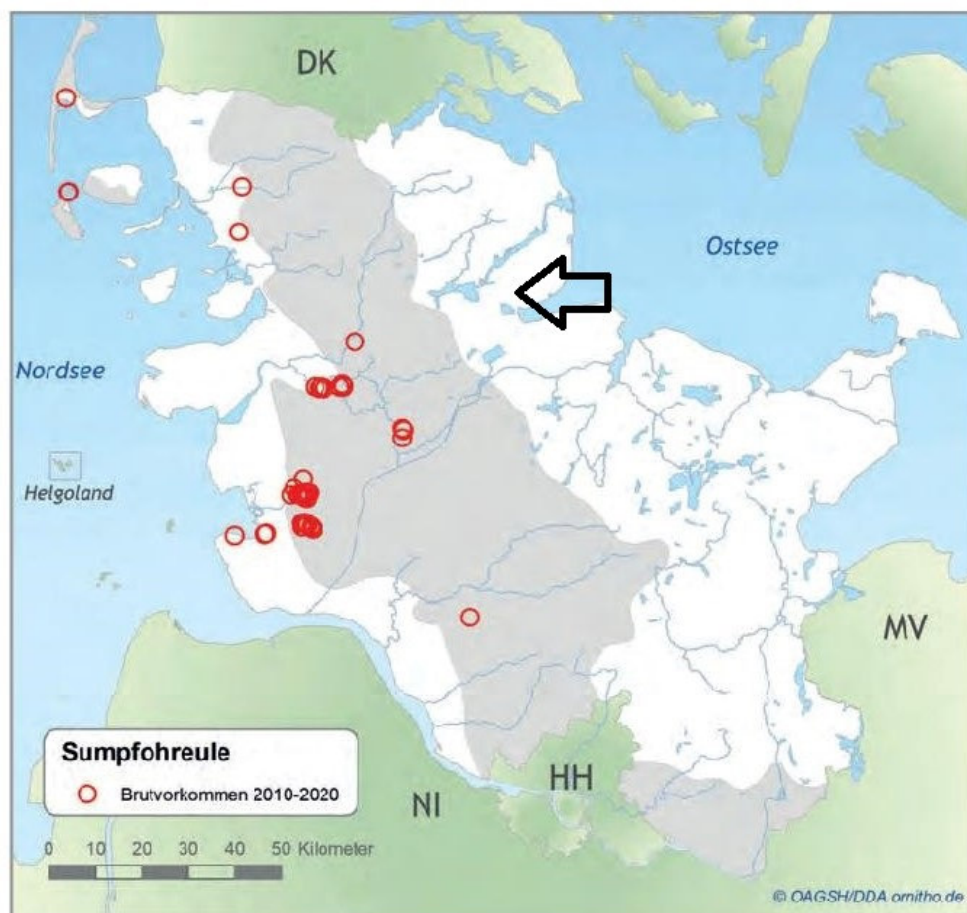 DK
Ostsee
Nordsee
Helgoland
MV
Sumpfohreule
Brutvorkommen 2010-2020
HH
NI
0 10 20 30 40 50 Kilometer
© OAGSH/DDA ornitho.de